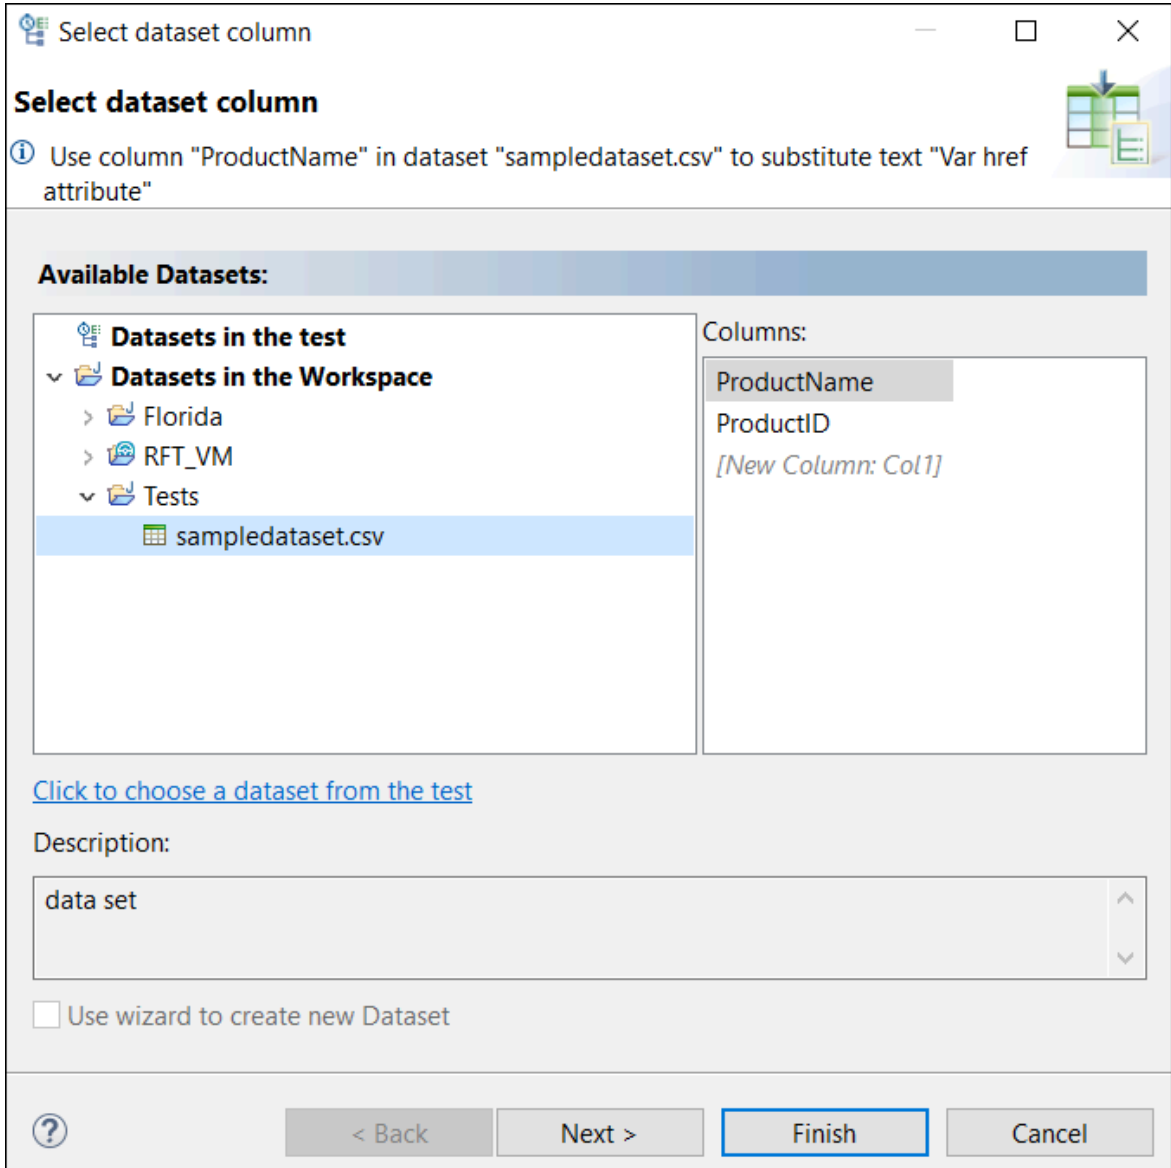 Select dataset column
Select dataset column
Use column "ProductName" in dataset "sampledataset.csv" to substitute text "Var href
attribute"
Available Datasets:
Datasets in the test
Datasets in the Workspace
Florida
RFT_VM
Tests
sampledataset.csv
Columns:
ProductName
ProductID
[New Column: Col1]
Click to choose a dataset from the test
Description:
data set
Use wizard to create new Dataset
< Back
Next >
Finish
Cancel